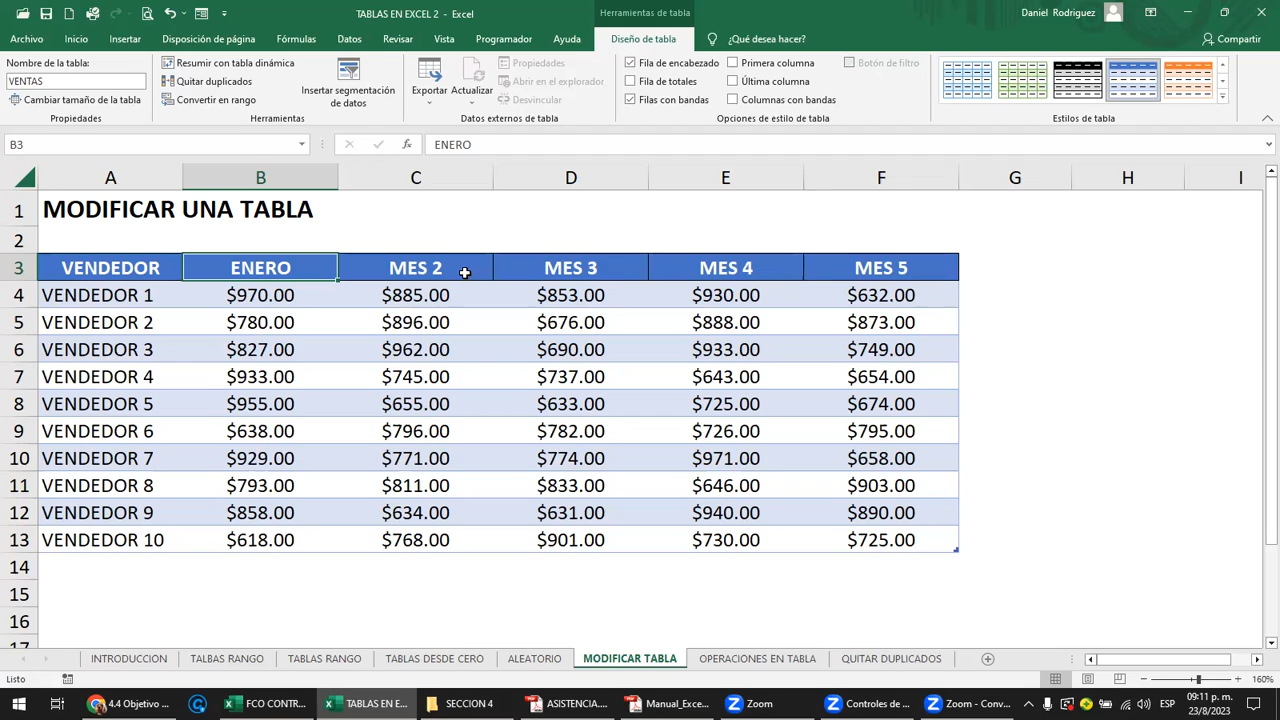 TABLAS EN EXCEL 2 - Excel
Herramientas de tabla
Daniel Rodriguez
Archivo Inicio Insertar Disposición de página Fórmulas Datos Revisar Vista Programador Ayuda Diseño de tabla ¿Qué desea hacer? Compartir
Nombre de la tabla:
VENTAS
Cambiar tamaño de la tabla
Propiedades
Resumir con tabla dinámica
Quitar duplicados
Convertir en rango
Insertar segmentación
de datos
Herramientas
Exportar
Actualizar
Propiedades
Abrir en el explorador
Desvincular
Datos externos de tabla
Fila de encabezado
Fila de totales
Filas con bandas
Primera columna
Última columna
Columnas con bandas
Botón de filtro
Opciones de estilo de tabla
Estilos de tabla
B3 fx ENERO
A B C D E F G H I
1 MODIFICAR UNA TABLA
2
3 VENDEDOR ENERO MES 2 MES 3 MES 4 MES 5
4 VENDEDOR 1 $970.00 $885.00 $853.00 $930.00 $632.00
5 VENDEDOR 2 $780.00 $896.00 $676.00 $888.00 $873.00
6 VENDEDOR 3 $827.00 $962.00 $690.00 $933.00 $749.00
7 VENDEDOR 4 $933.00 $745.00 $737.00 $643.00 $654.00
8 VENDEDOR 5 $955.00 $655.00 $633.00 $725.00 $674.00
9 VENDEDOR 6 $638.00 $796.00 $782.00 $726.00 $795.00
10 VENDEDOR 7 $929.00 $771.00 $774.00 $971.00 $658.00
11 VENDEDOR 8 $793.00 $811.00 $833.00 $646.00 $903.00
12 VENDEDOR 9 $858.00 $634.00 $631.00 $940.00 $890.00
13 VENDEDOR 10 $618.00 $768.00 $901.00 $730.00 $725.00
14
15
16
17
INTRODUCCION TALBAS RANGO TABLAS RANGO TABLAS DESDE CERO ALEATORIO MODIFICAR TABLA OPERACIONES EN TABLA QUITAR DUPLICADOS
Listo 160%
4.4 Objetivo ... FCO CONTR... TABLAS EN E... SECCION 4 ASISTENCIA.... Manual_Exce... Zoom Controles de ... Zoom - Conv... ESP 09:11 p. m.
23/8/2023